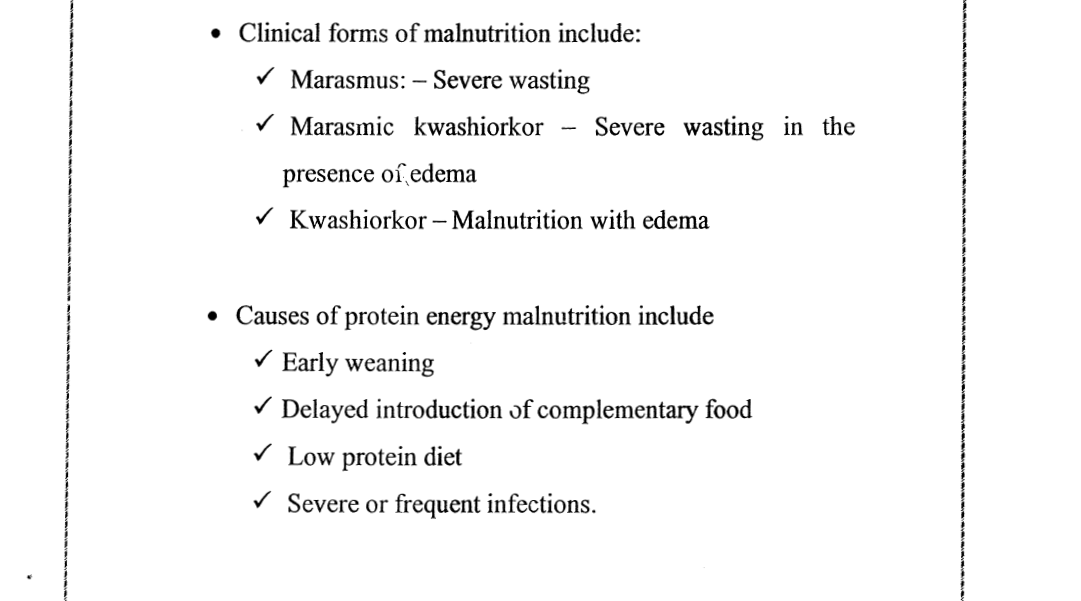 • Clinical forms of malnutrition include:
✓ Marasmus: – Severe wasting
✓ Marasmic kwashiorkor – Severe wasting in the
presence of edema
✓ Kwashiorkor – Malnutrition with edema
• Causes of protein energy malnutrition include
✓ Early weaning
✓ Delayed introduction of complementary food
✓ Low protein diet
✓ Severe or frequent infections.